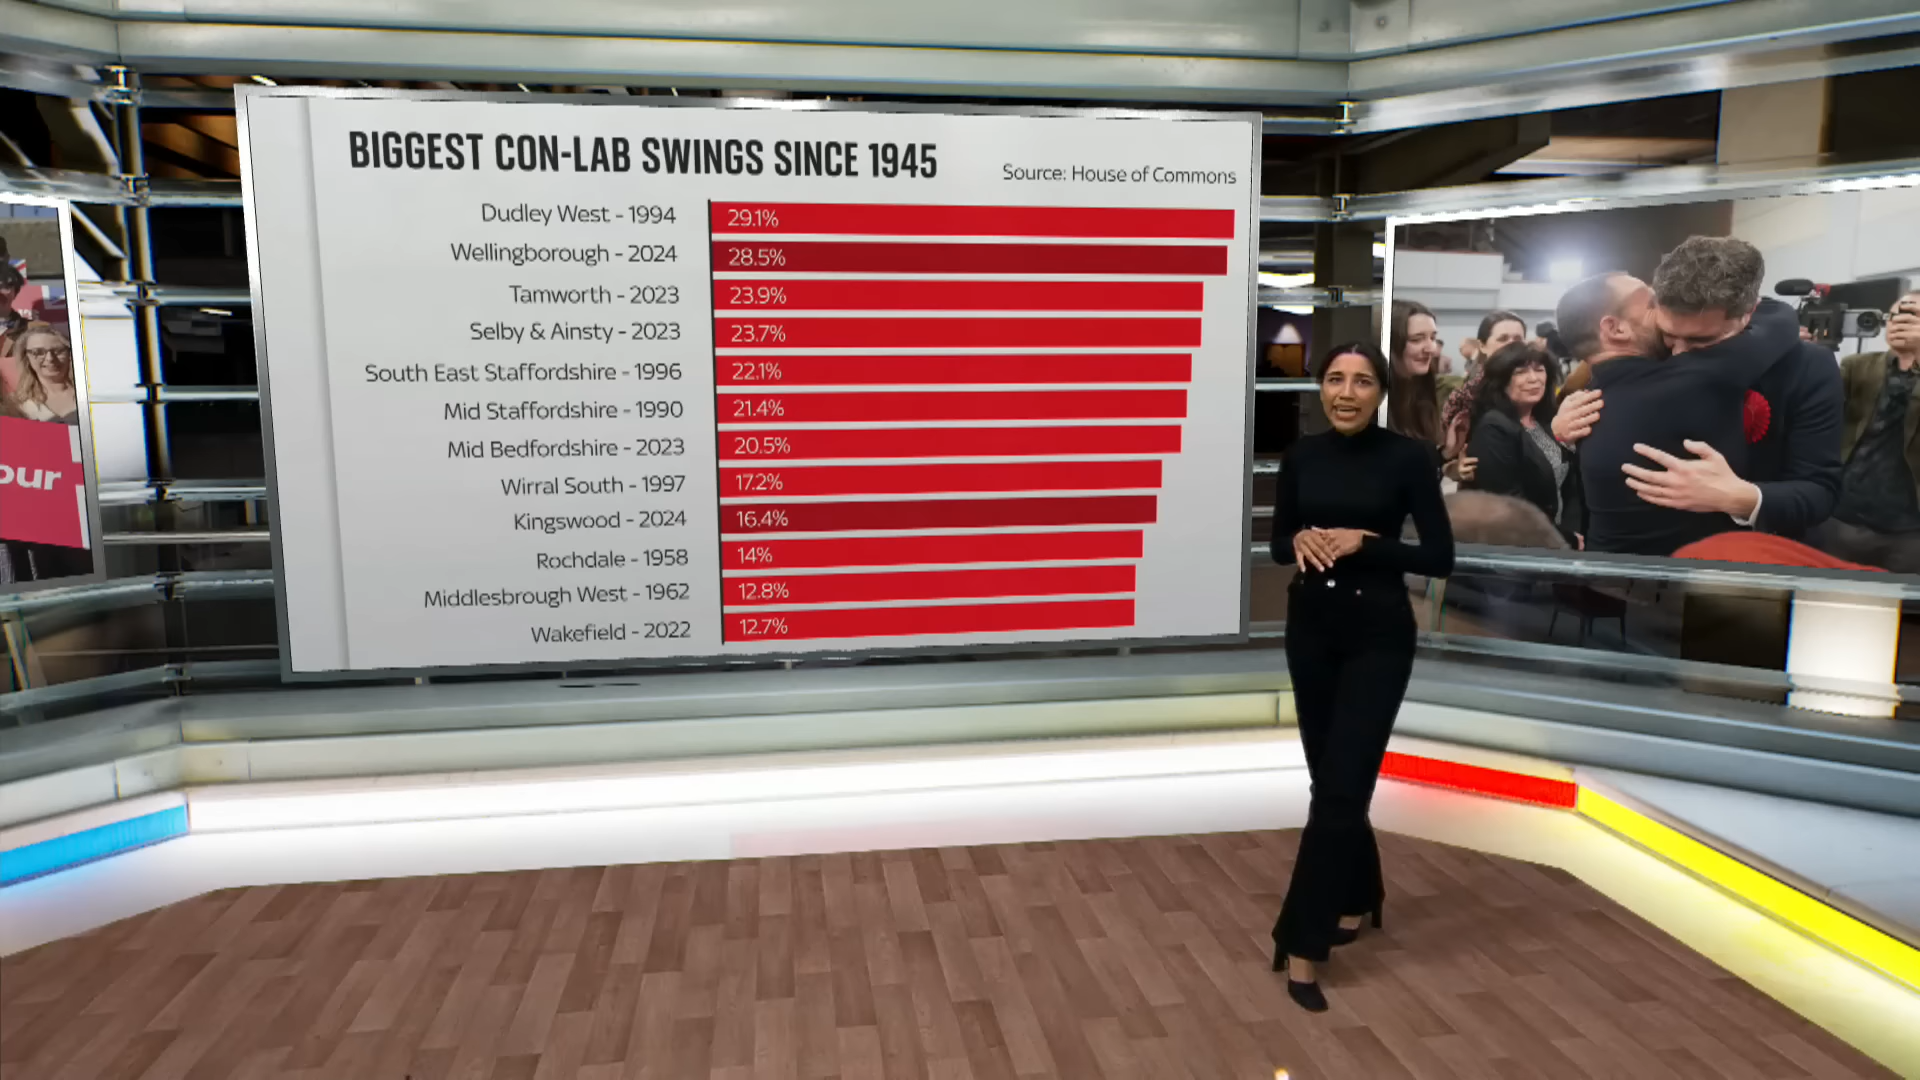 BIGGEST CON-LAB SWINGS SINCE 1945
Source: House of Commons
Dudley West - 1994 29.1%
Wellingborough - 2024 28.5%
Tamworth - 2023 23.9%
Selby & Ainsty - 2023 23.7%
South East Staffordshire - 1996 22.1%
Mid Staffordshire - 1990 21.4%
Mid Bedfordshire - 2023 20.5%
Wirral South - 1997 17.2%
Kingswood - 2024 16.4%
Rochdale - 1958 14%
Middlesbrough West - 1962 12.8%
Wakefield - 2022 12.7%
our